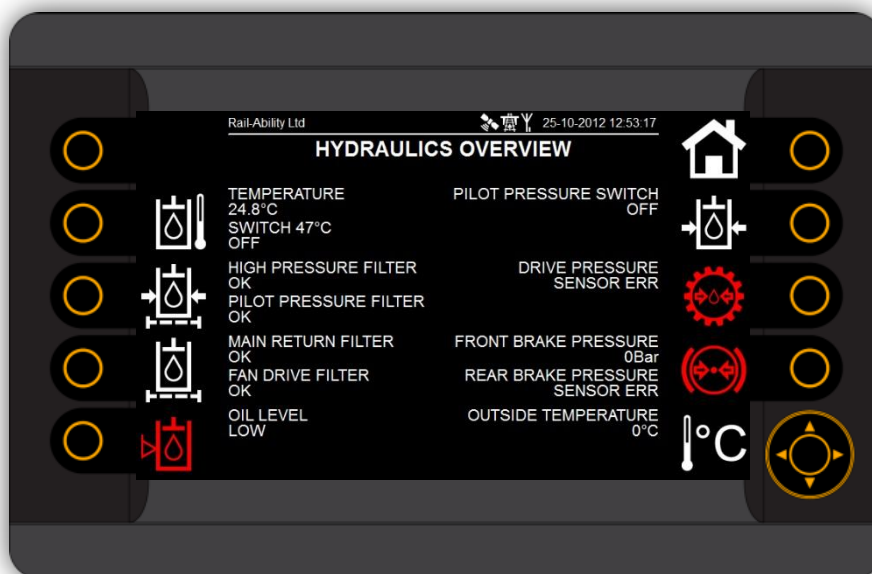 Rail-Ability Ltd 25-10-2012 12:53:17
HYDRAULICS OVERVIEW
TEMPERATURE
24.8°C
SWITCH 47°C
OFF
PILOT PRESSURE SWITCH
OFF
HIGH PRESSURE FILTER
OK
PILOT PRESSURE FILTER
OK
DRIVE PRESSURE
SENSOR ERR
MAIN RETURN FILTER
OK
FAN DRIVE FILTER
OK
FRONT BRAKE PRESSURE
0Bar
REAR BRAKE PRESSURE
SENSOR ERR
OIL LEVEL
LOW
OUTSIDE TEMPERATURE
0°C
°C